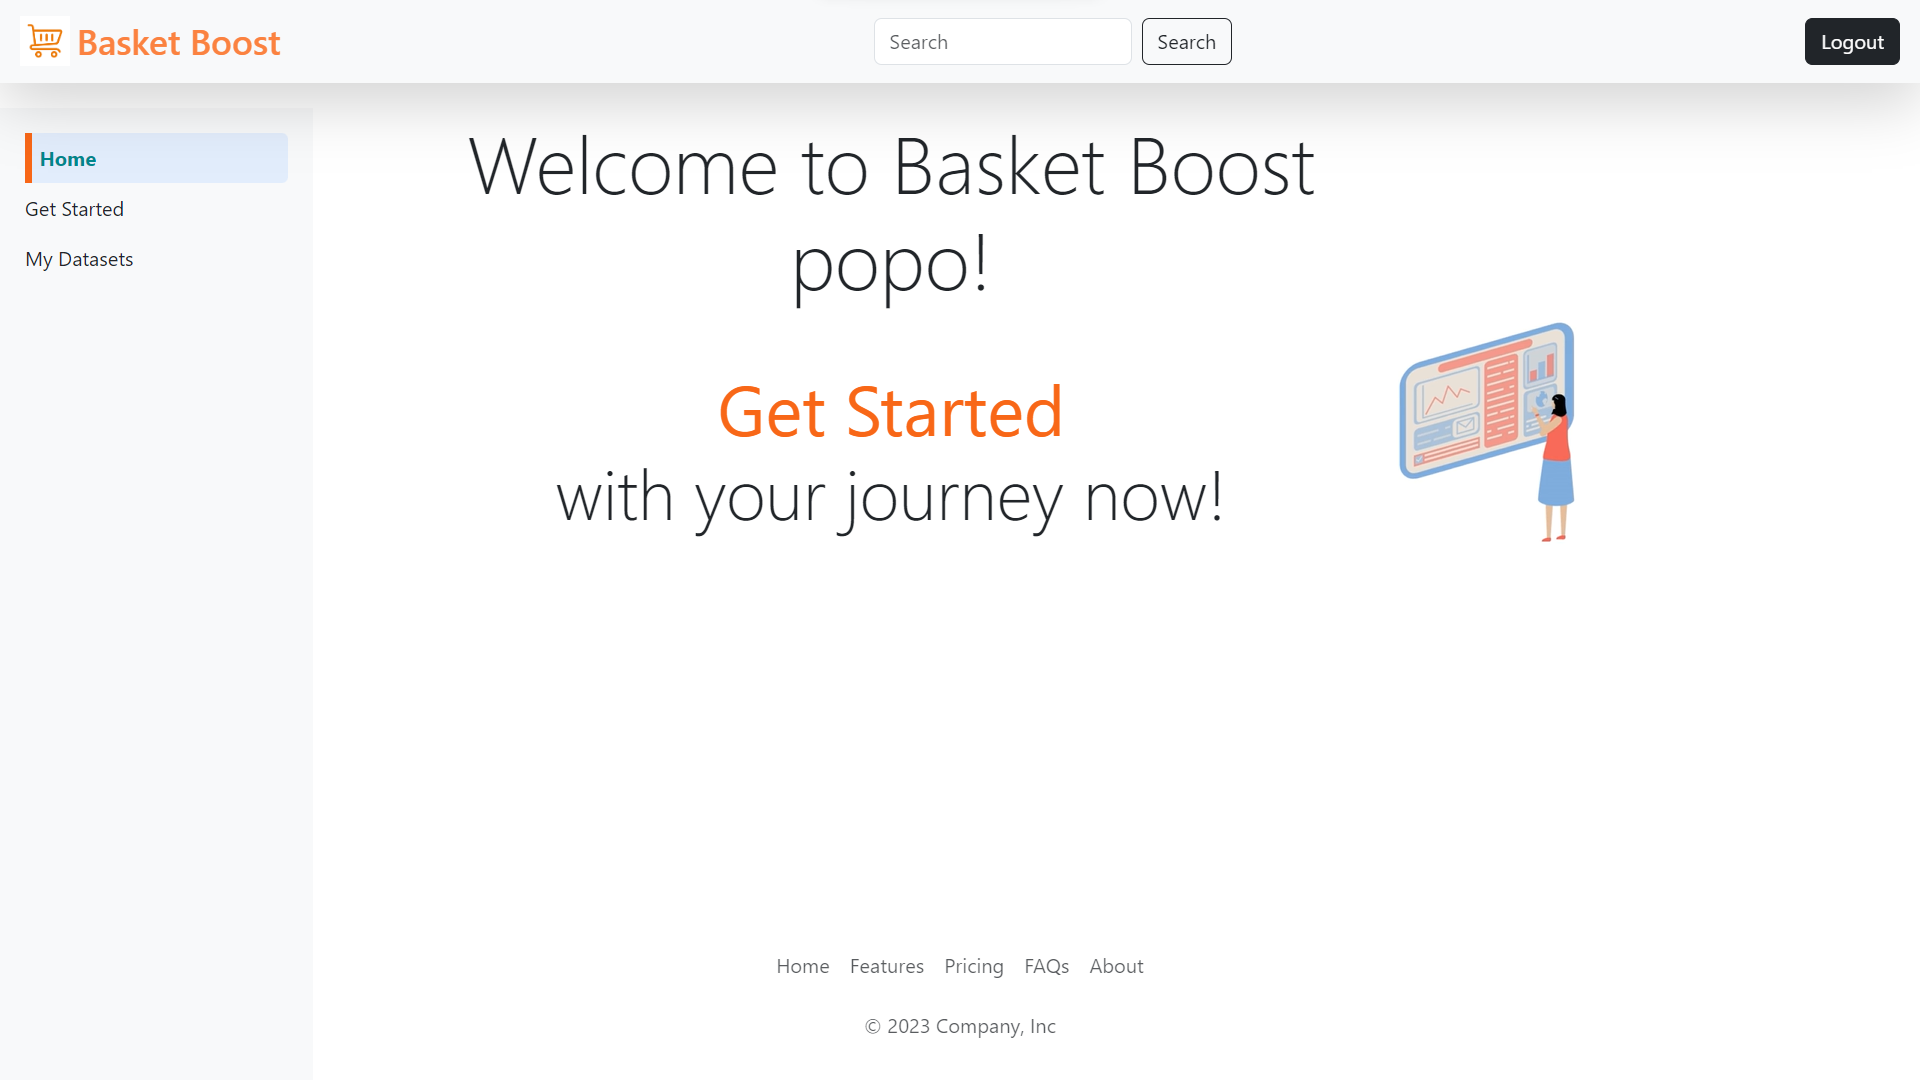 Basket Boost
Search Search
Logout
Home
Get Started
My Datasets
Welcome to Basket Boost
popo!
Get Started
with your journey now!
Home Features Pricing FAQs About
© 2023 Company, Inc